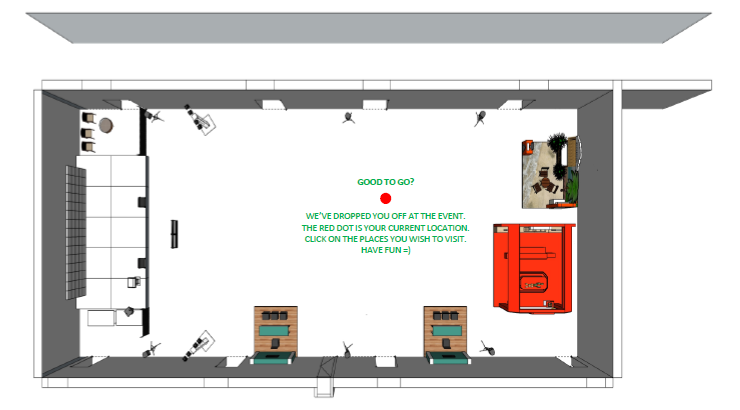 GOOD TO GO?
WE'VE DROPPED YOU OFF AT THE EVENT.
THE RED DOT IS YOUR CURRENT LOCATION.
CLICK ON THE PLACES YOU WISH TO VISIT.
HAVE FUN =)